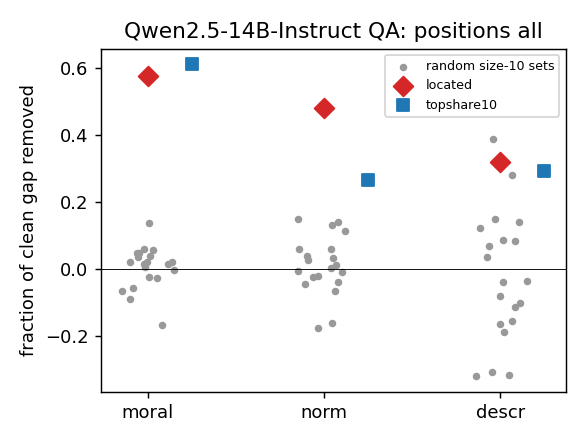 Qwen2.5-14B-Instruct QA: positions all
fraction of clean gap removed
0.6
0.4
0.2
0.0
−0.2
random size-10 sets
located
topshare10
moral
norm
descr